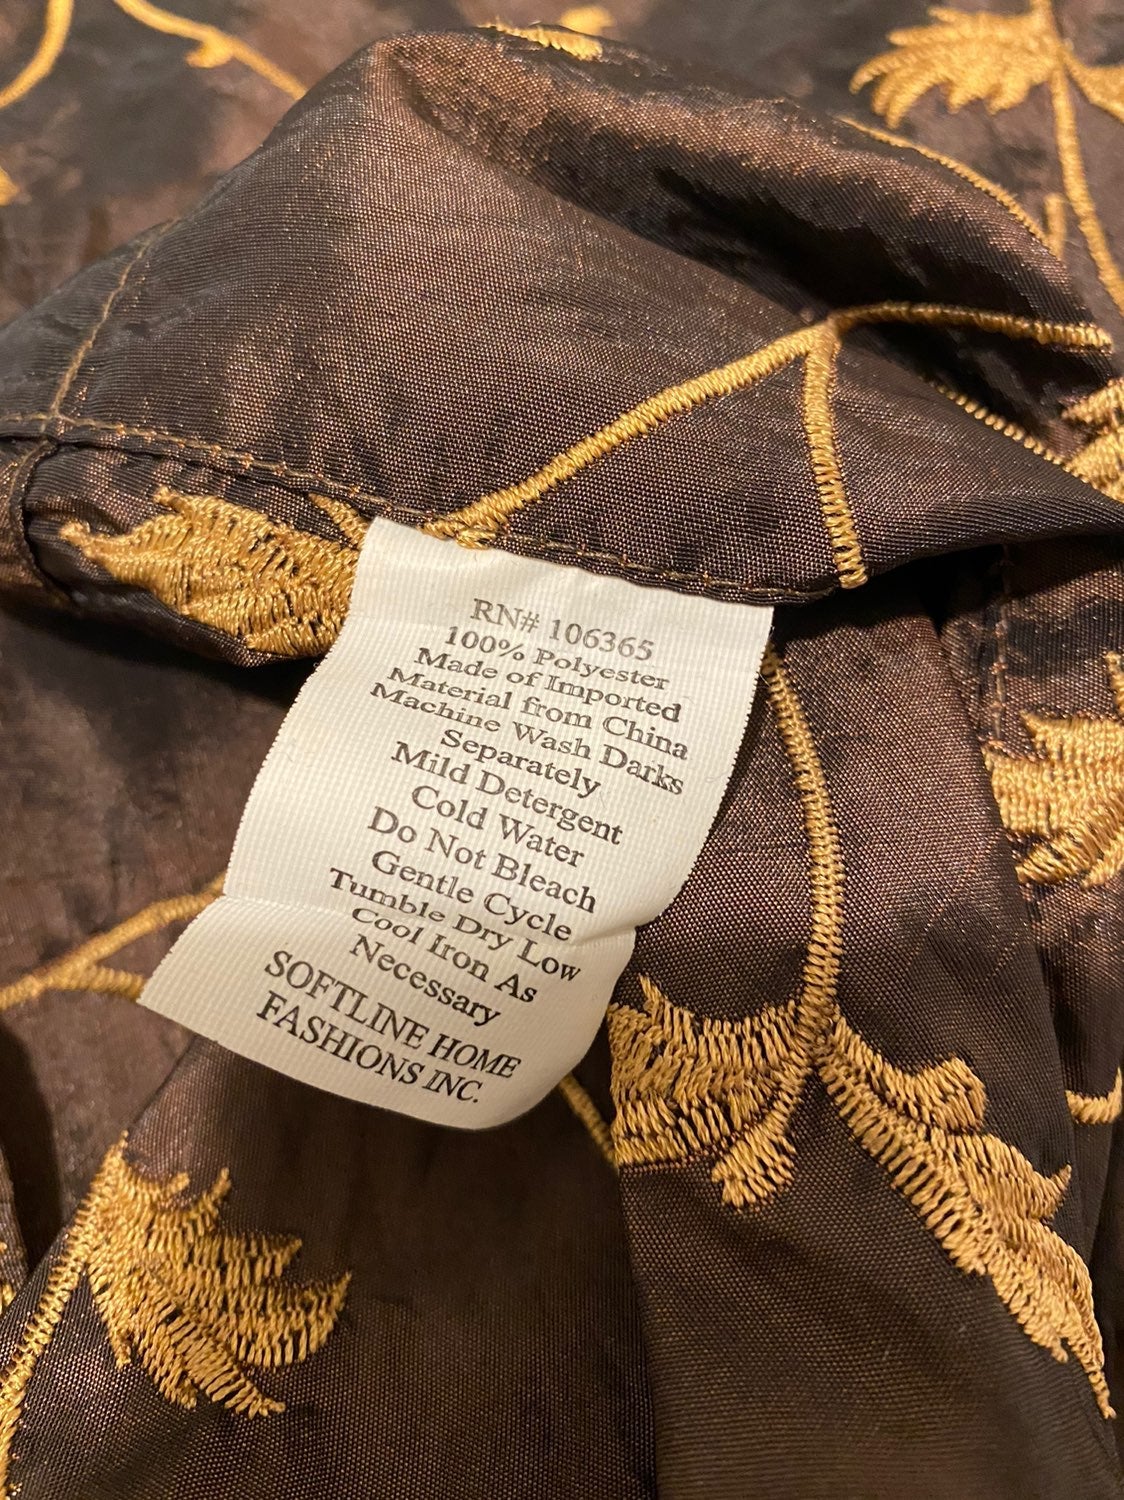 RN# 106365
100% Polyester
Made of Imported
Material from China
Machine Wash Darks
Separately
Mild Detergent
Cold Water
Do Not Bleach
Gentle Cycle
Tumble Dry Low
Cool Iron As
Necessary
SOFTLINE HOME
FASHIONS INC.